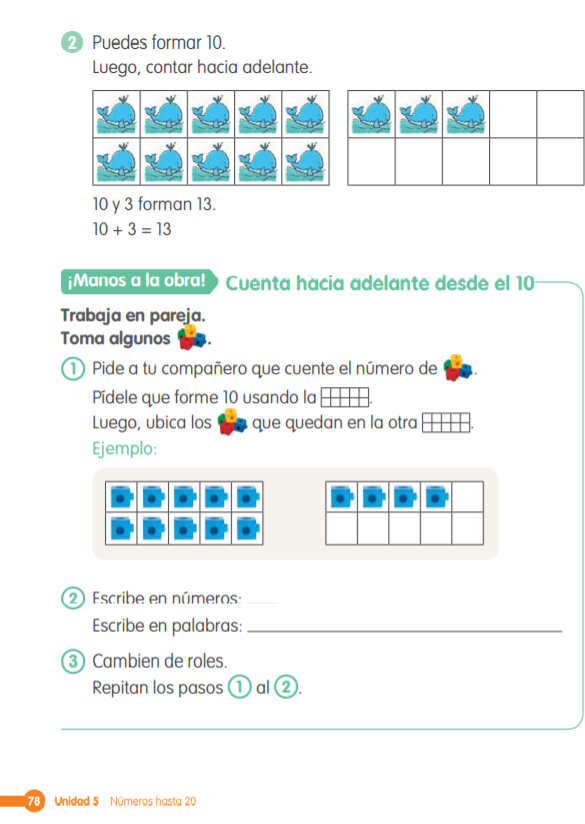 2 Puedes formar 10.
Luego, contar hacia adelante.
10 y 3 forman 13.
10 + 3 = 13
¡Manos a la obra! Cuenta hacia adelante desde el 10
Trabaja en pareja.
Toma algunos .
1 Pide a tu compañero que cuente el número de .
Pídele que forme 10 usando la .
Luego, ubica los que quedan en la otra .
Ejemplo:
2 Escribe en números:
Escribe en palabras:
3 Cambien de roles.
Repitan los pasos 1 al 2.
78 Unidad 5 Números hasta 20